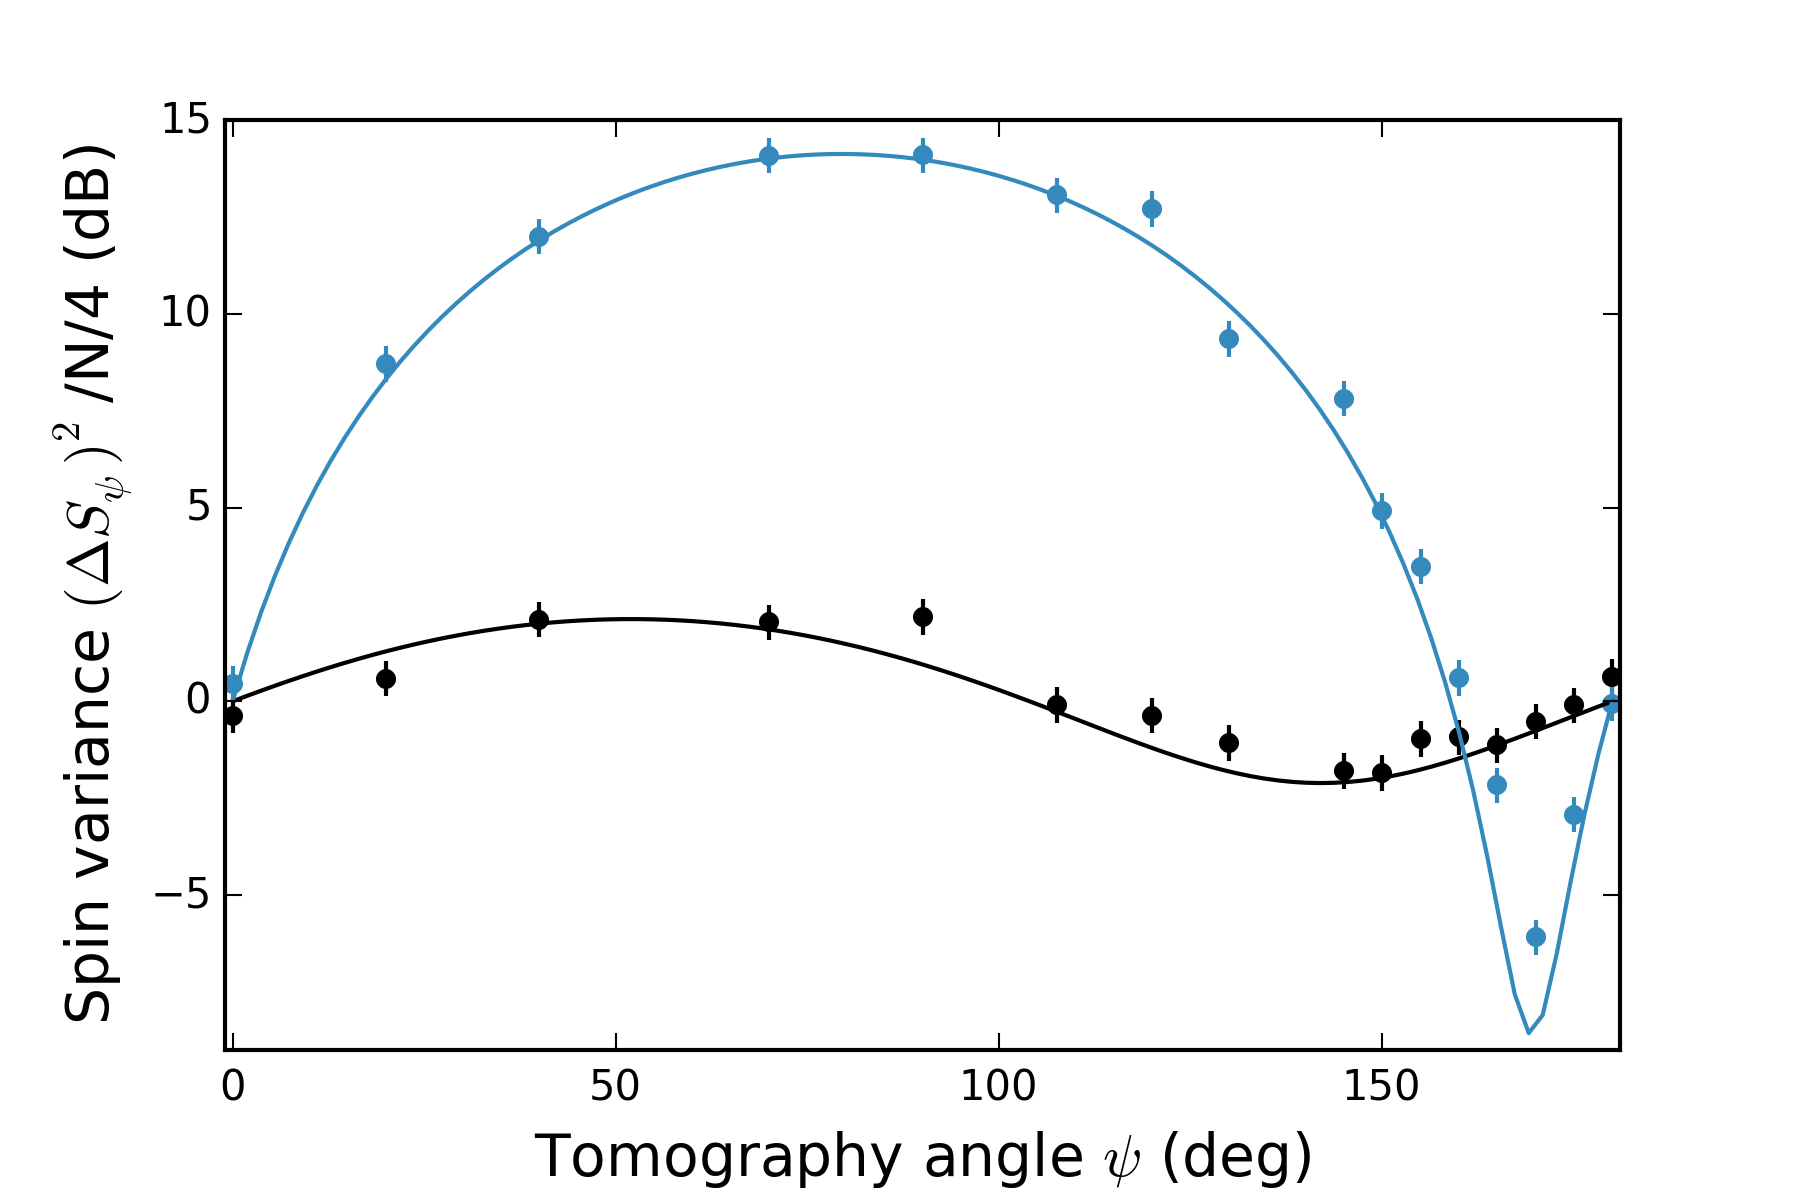 Spin variance (ΔS_ψ)² /N/4 (dB)
15
10
5
0
−5
0 50 100 150
Tomography angle ψ (deg)